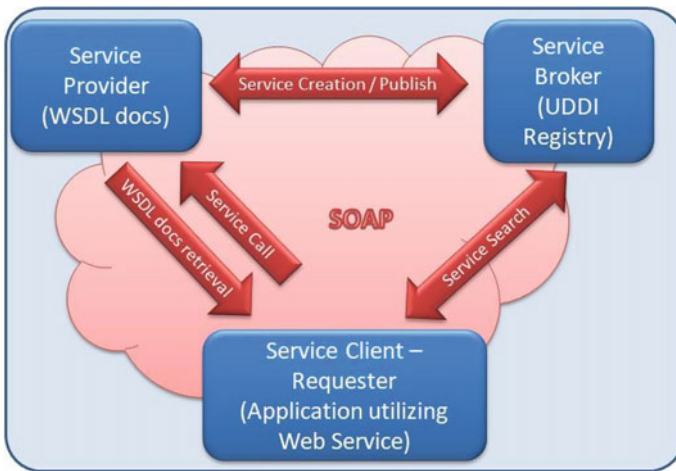 Service
Provider
(WSDL docs)
Service Creation / Publish
Service
Broker
(UDDI
Registry)
WSDL docs retrieval
Service Call
SOAP
Service Search
Service Client –
Requester
(Application utilizing
Web Service)